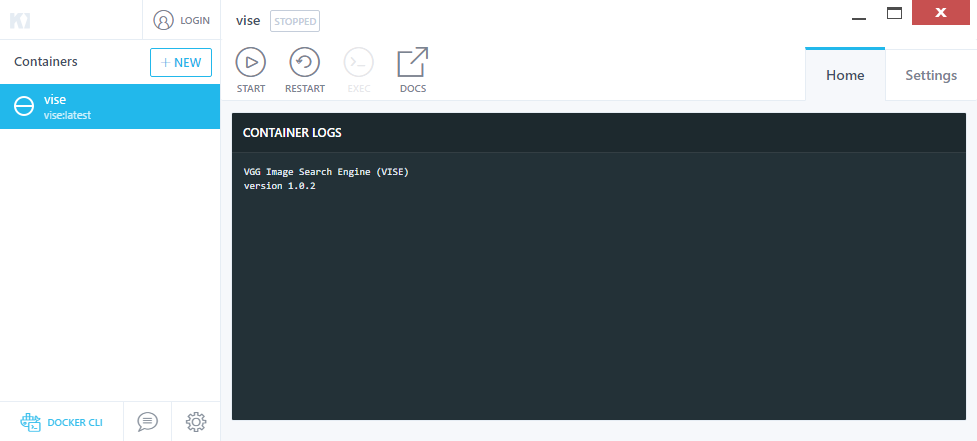 LOGIN
Containers
+ NEW
vise
vise:latest
DOCKER CLI
vise STOPPED
START RESTART EXEC DOCS
Home Settings
CONTAINER LOGS
VGG Image Search Engine (VISE)
version 1.0.2